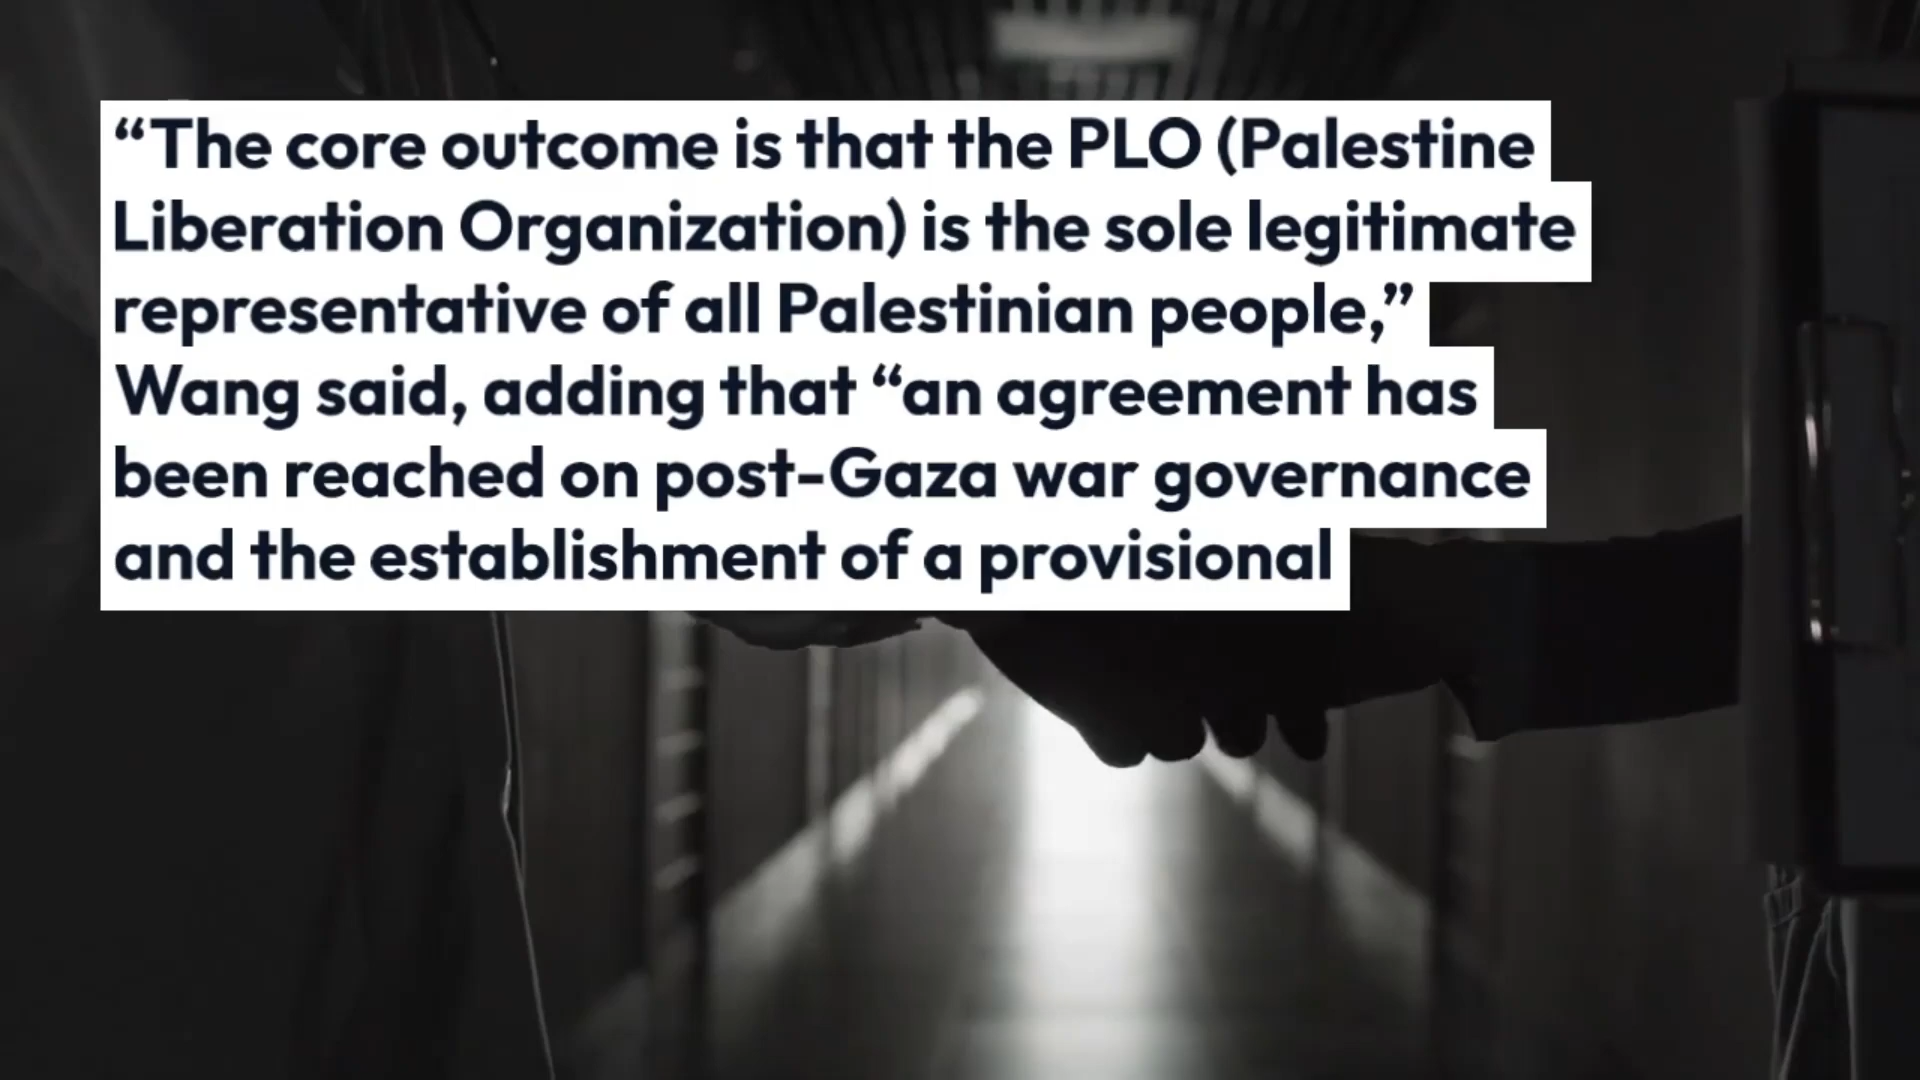 “The core outcome is that the PLO (Palestine
Liberation Organization) is the sole legitimate
representative of all Palestinian people,”
Wang said, adding that “an agreement has
been reached on post-Gaza war governance
and the establishment of a provisional